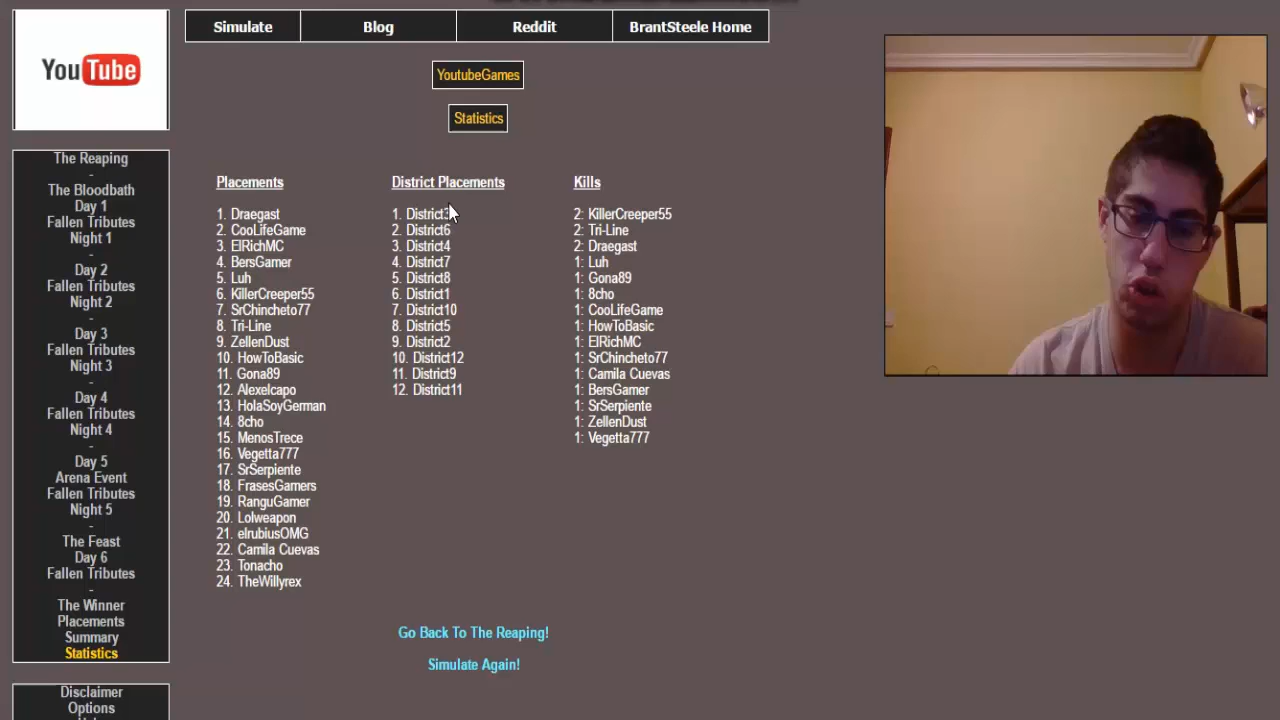 Simulate
Blog
Reddit
BrantSteele Home
YouTube
YoutubeGames
Statistics
The Reaping
-
The Bloodbath
Day 1
Fallen Tributes
Night 1
-
Day 2
Fallen Tributes
Night 2
-
Day 3
Fallen Tributes
Night 3
-
Day 4
Fallen Tributes
Night 4
-
Day 5
Arena Event
Fallen Tributes
Night 5
-
The Feast
Day 6
Fallen Tributes
-
The Winner
Placements
Summary
Statistics
Disclaimer
Options
Placements
1. Draegast
2. CooLifeGame
3. ElRichMC
4. BersGamer
5. Luh
6. KillerCreeper55
7. SrChincheto77
8. Tri-Line
9. ZellenDust
10. HowToBasic
11. Gona89
12. Alexelcapo
13. HolaSoyGerman
14. 8cho
15. MenosTrece
16. Vegetta777
17. SrSerpiente
18. FrasesGamers
19. RanguGamer
20. Lolweapon
21. elrubiusOMG
22. Camila Cuevas
23. Tonacho
24. TheWillyrex
District Placements
1. District3
2. District6
3. District4
4. District7
5. District8
6. District1
7. District10
8. District5
9. District2
10. District12
11. District9
12. District11
Kills
2: KillerCreeper55
2: Tri-Line
2: Draegast
1: Luh
1: Gona89
1: 8cho
1: CooLifeGame
1: HowToBasic
1: ElRichMC
1: SrChincheto77
1: Camila Cuevas
1: BersGamer
1: SrSerpiente
1: ZellenDust
1: Vegetta777
Go Back To The Reaping!
Simulate Again!